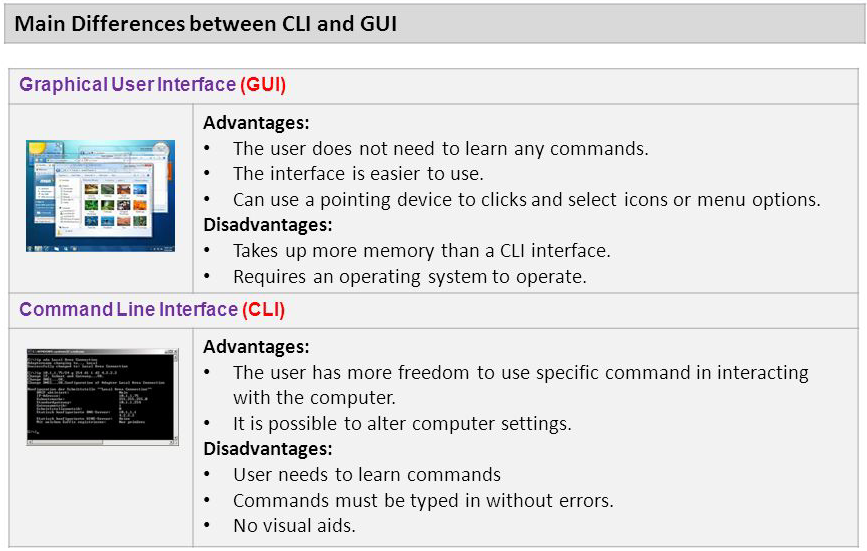 Main Differences between CLI and GUI
Graphical User Interface (GUI)
Advantages:
• The user does not need to learn any commands.
• The interface is easier to use.
• Can use a pointing device to clicks and select icons or menu options.
Disadvantages:
• Takes up more memory than a CLI interface.
• Requires an operating system to operate.
Command Line Interface (CLI)
Advantages:
• The user has more freedom to use specific command in interacting
with the computer.
• It is possible to alter computer settings.
Disadvantages:
• User needs to learn commands
• Commands must be typed in without errors.
• No visual aids.